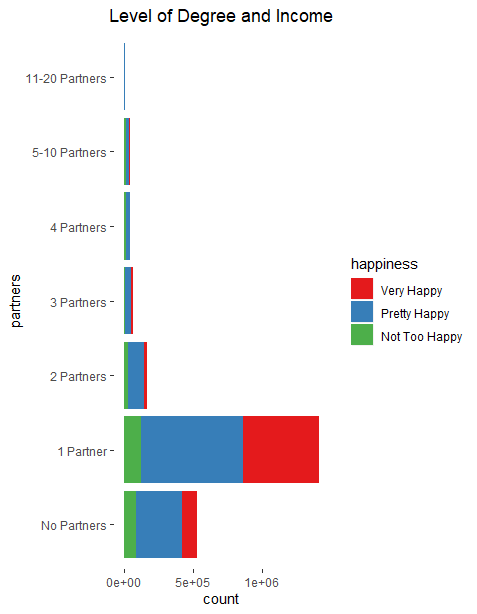 Level of Degree and Income
11-20 Partners
5-10 Partners
4 Partners
3 Partners
2 Partners
1 Partner
No Partners
partners
0e+00 5e+05 1e+06
count
happiness
Very Happy
Pretty Happy
Not Too Happy